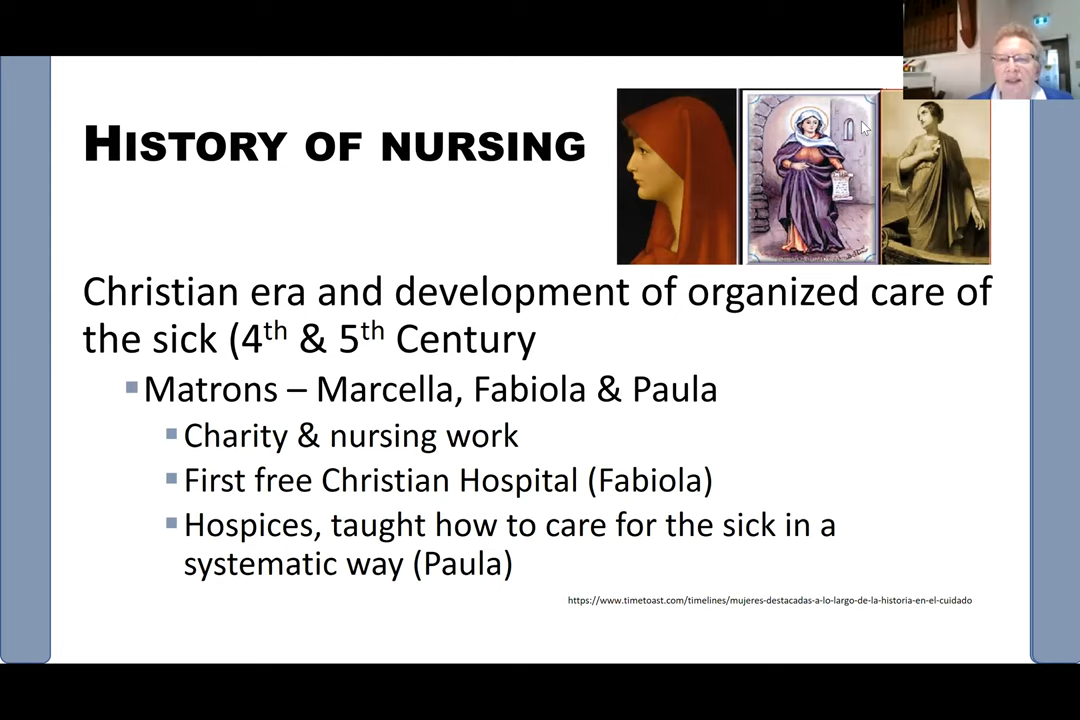 HISTORY OF NURSING
Christian era and development of organized care of
the sick (4th & 5th Century
Matrons – Marcella, Fabiola & Paula
Charity & nursing work
First free Christian Hospital (Fabiola)
Hospices, taught how to care for the sick in a
systematic way (Paula)
https://www.timetoast.com/timelines/mujeres-destacadas-a-lo-largo-de-la-historia-en-el-cuidado